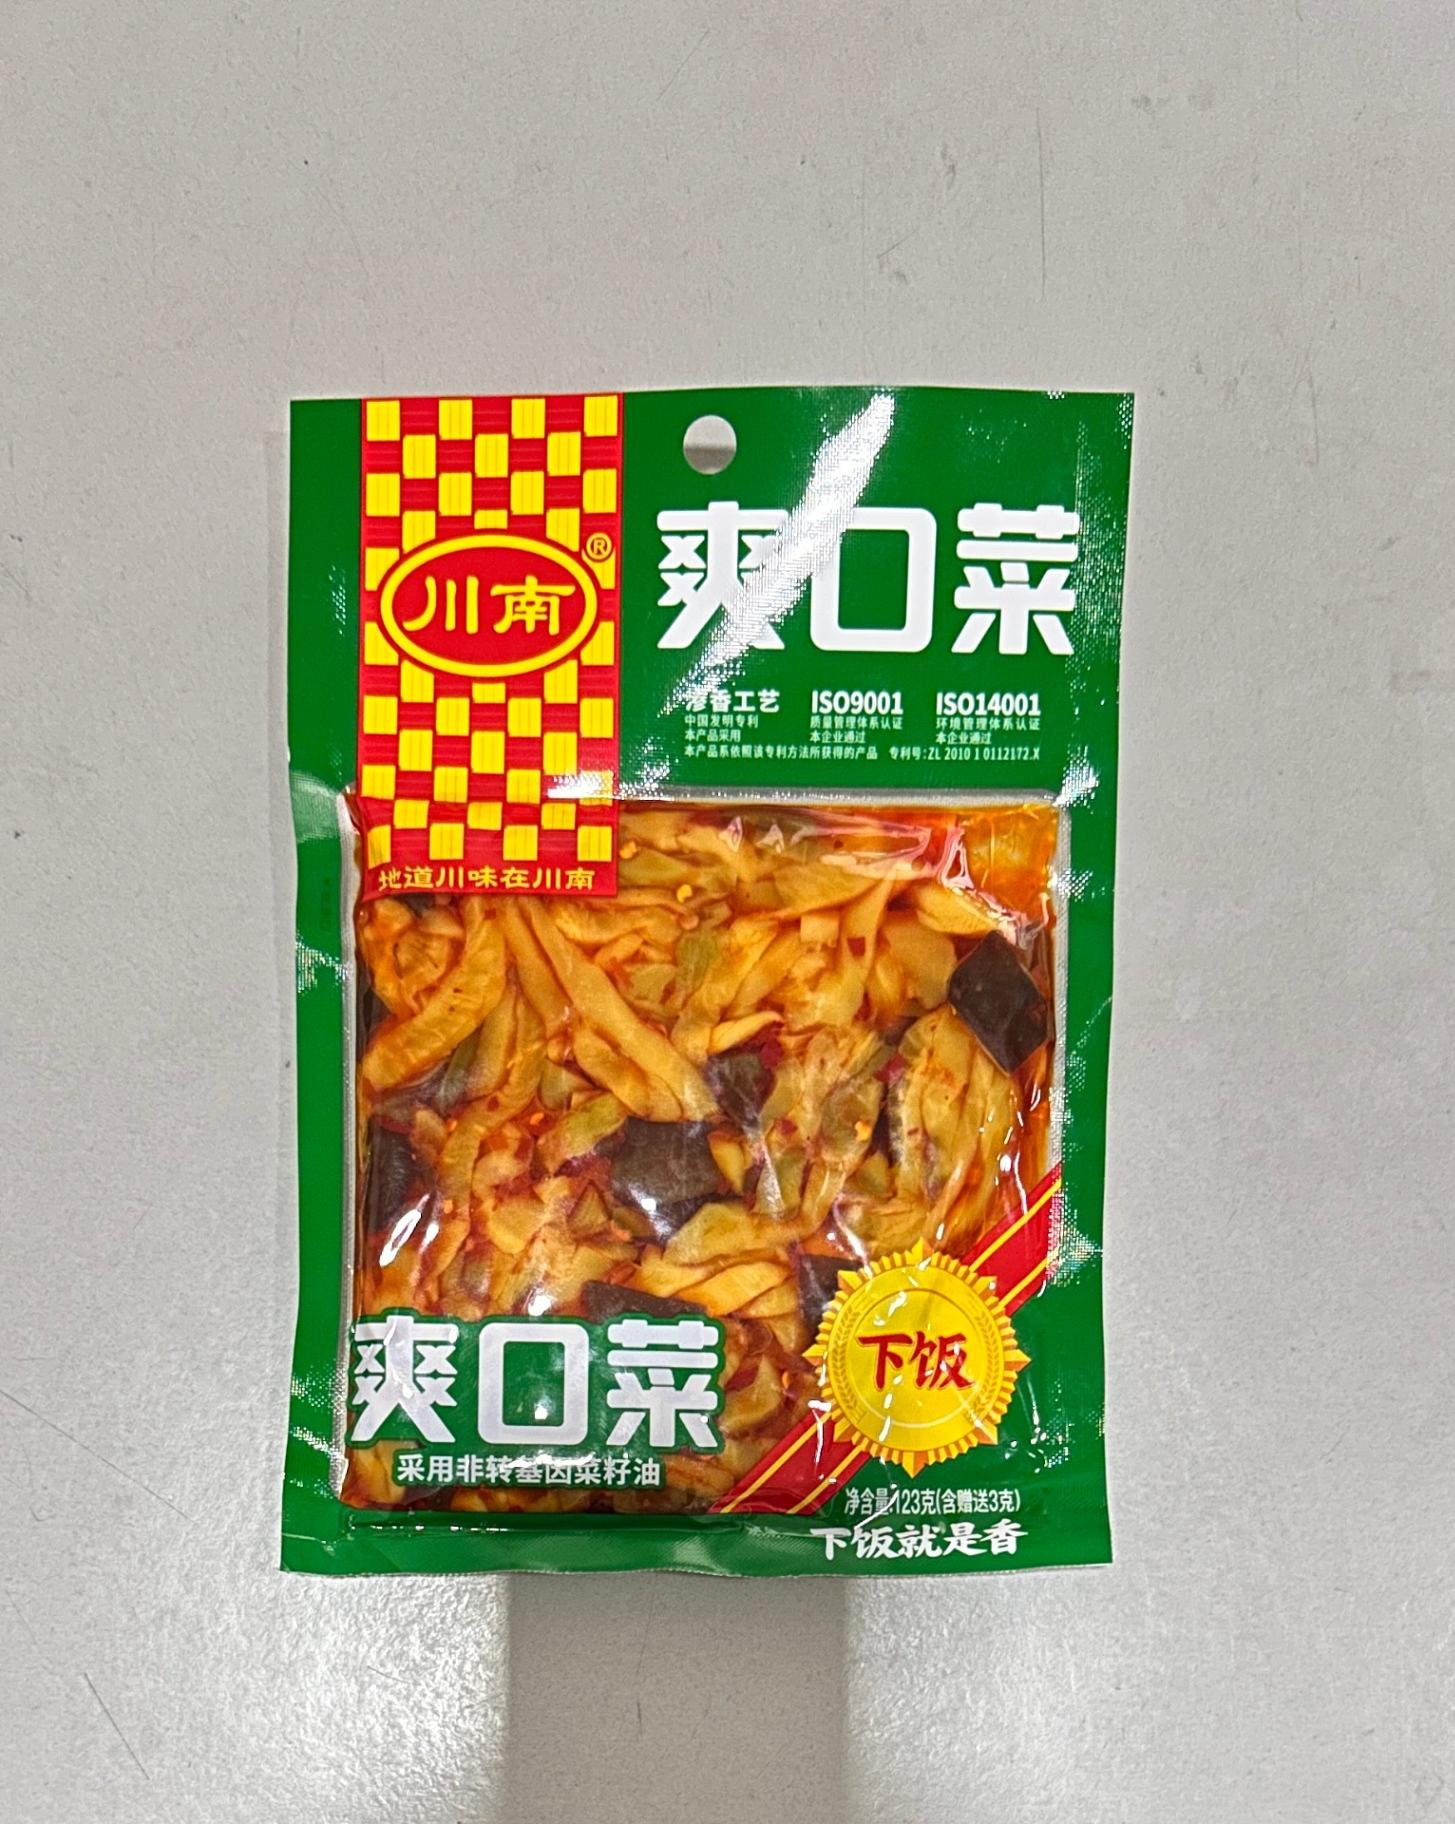 川南
®
爽口菜
渗香工艺 ISO9001 ISO14001
中国发明专利 质量管理体系认证 环境管理体系认证
本产品采用 本企业通过 本企业通过
本产品系依照该专利方法所获得的产品 专利号:ZL 2010 1 0112172.X
地道川味在川南
爽口菜
采用非转基因菜籽油
下饭
净含量:123克(含赠送3克)
下饭就是香